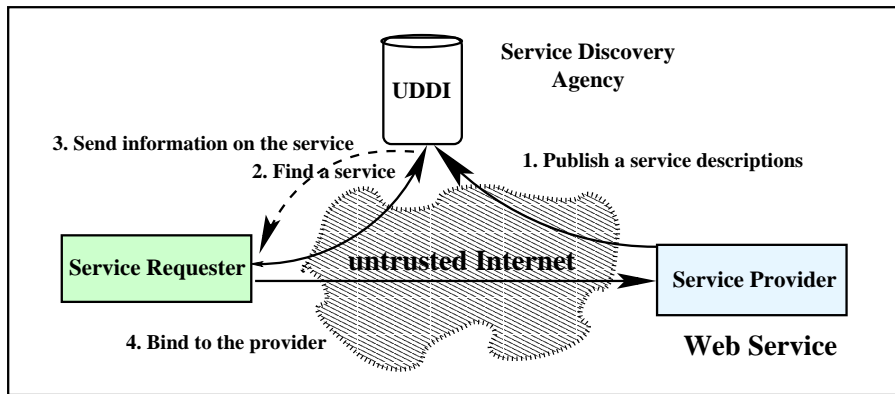 Service Discovery
Agency
UDDI
3. Send information on the service
2. Find a service
1. Publish a service descriptions
Service Requester
untrusted Internet
Service Provider
4. Bind to the provider
Web Service